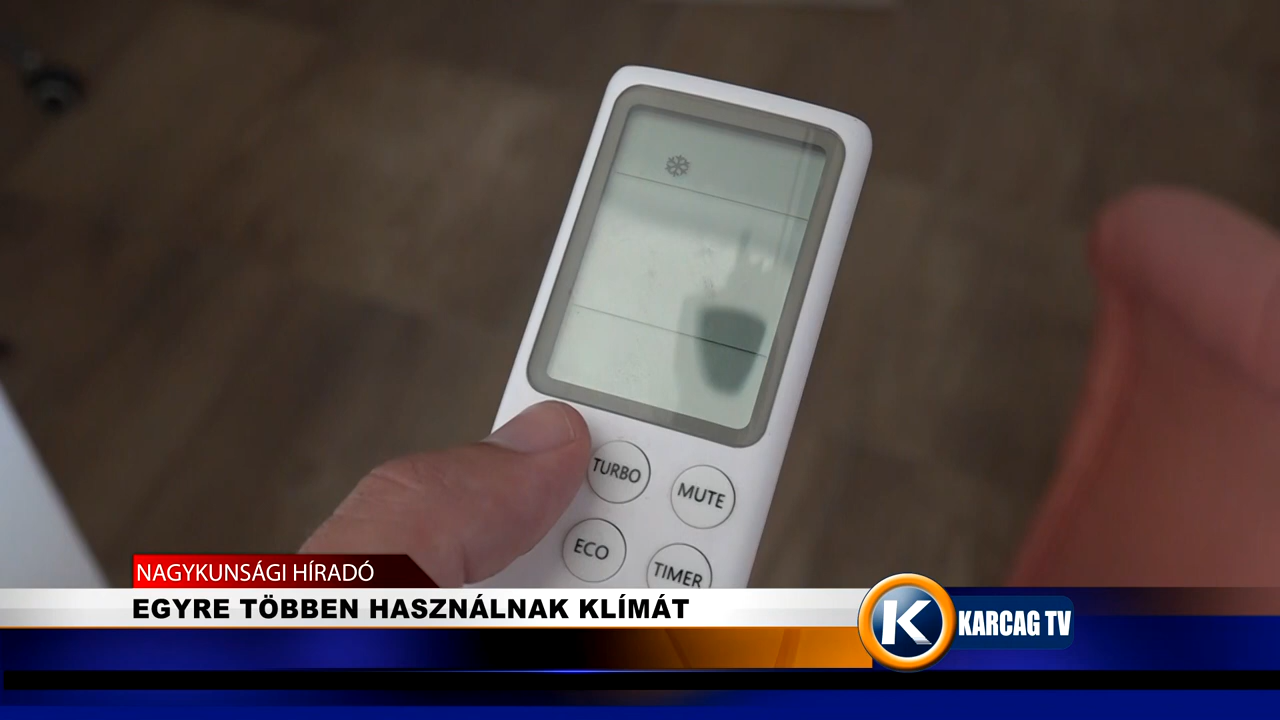 TURBO
MUTE
ECO
TIMER
NAGYKUNSÁGI HÍRADÓ
EGYRE TÖBBEN HASZNÁLNAK KLÍMÁT
K KARCAG TV